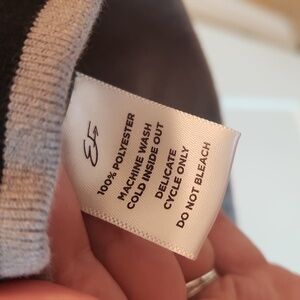 100% POLYESTER
MACHINE WASH
COLD INSIDE OUT
DELICATE
CYCLE ONLY
DO NOT BLEACH